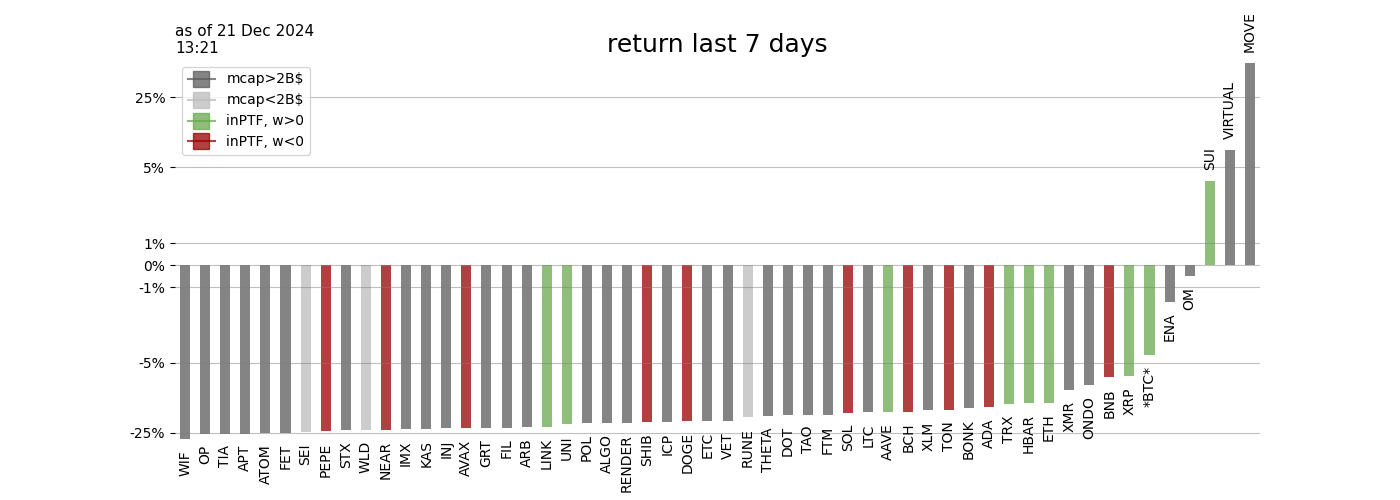 as of 21 Dec 2024
13:21
return last 7 days
mcap>2B$
mcap<2B$
inPTF, w>0
inPTF, w<0
25%
5%
1%
0%
-1%
-5%
-25%
WIF
OP
TIA
APT
ATOM
FET
SEI
PEPE
STX
WLD
NEAR
IMX
KAS
INJ
AVAX
GRT
FIL
ARB
LINK
UNI
POL
ALGO
RENDER
SHIB
ICP
DOGE
ETC
VET
RUNE
THETA
DOT
TAO
FTM
SOL
LTC
AAVE
BCH
XLM
TON
BONK
ADA
TRX
HBAR
ETH
XMR
ONDO
BNB
XRP
*BTC*
ENA
OM
SUI
VIRTUAL
MOVE